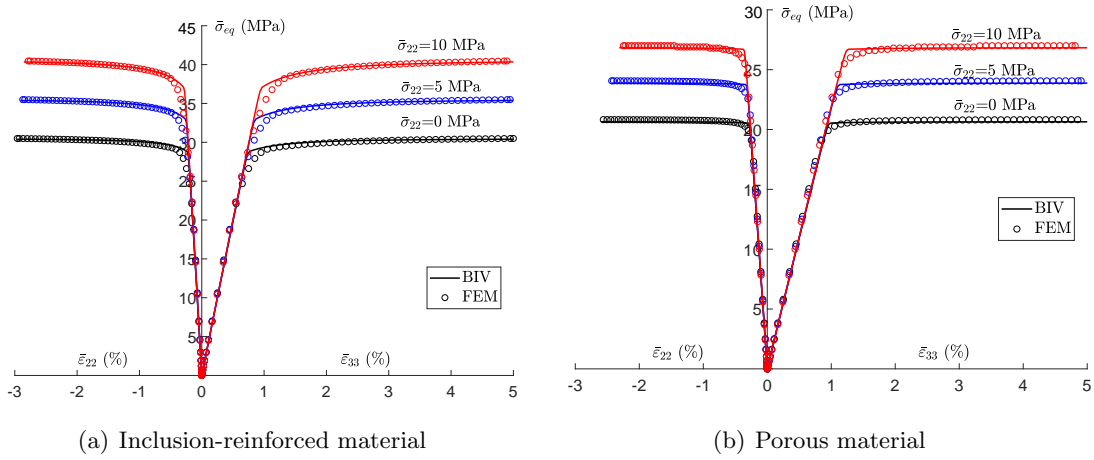 σ̄eq (MPa)
45
40
35
30
25
20
15
10
5
σ̄22=10 MPa
σ̄22=5 MPa
σ̄22=0 MPa
BIV
FEM
ε̄22 (%)
ε̄33 (%)
-3 -2 -1 0 1 2 3 4 5
(a) Inclusion-reinforced material
σ̄eq (MPa)
30
25
20
15
10
5
σ̄22=10 MPa
σ̄22=5 MPa
σ̄22=0 MPa
BIV
FEM
ε̄22 (%)
ε̄33 (%)
-3 -2 -1 0 1 2 3 4 5
(b) Porous material